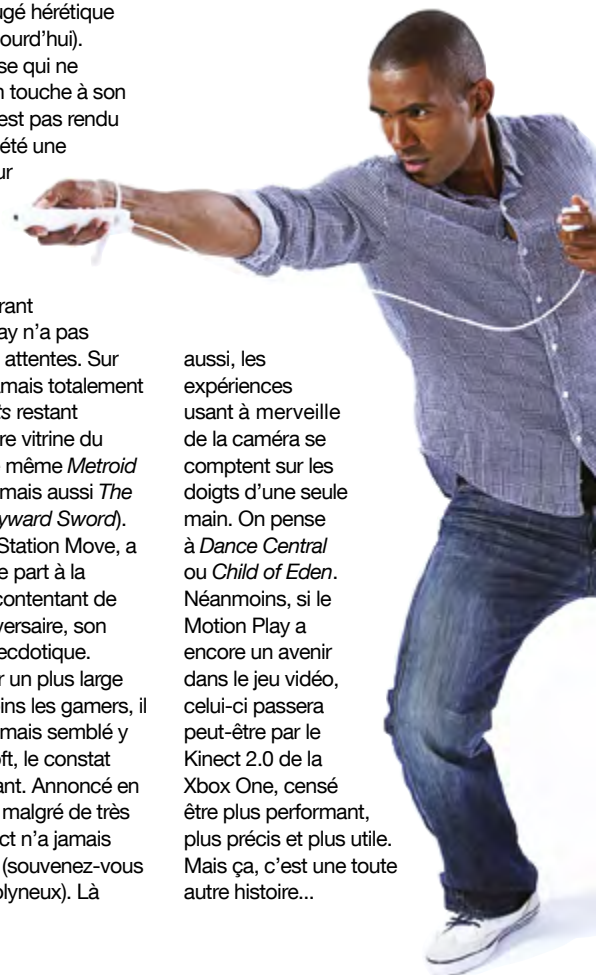 ugé hérétique
ourd'hui).
se qui ne
n touche à son
est pas rendu
été une
ur
rant
ay n'a pas
attentes. Sur
mais totalement
ts restant
re vitrine du
même Metroid
mais aussi The
yward Sword).
Station Move, a
e part à la
contentant de
versaire, son
ecdotique.
r un plus large
ins les gamers, il
mais semblé y
oft, le constat
ant. Annoncé en
malgré de très
ect n'a jamais
(souvenez-vous
olyneux). Là
aussi, les
expériences
usant à merveille
de la caméra se
comptent sur les
doigts d'une seule
main. On pense
à Dance Central
ou Child of Eden.
Néanmoins, si le
Motion Play a
encore un avenir
dans le jeu vidéo,
celui-ci passera
peut-être par le
Kinect 2.0 de la
Xbox One, censé
être plus performant,
plus précis et plus utile.
Mais ça, c'est une toute
autre histoire...